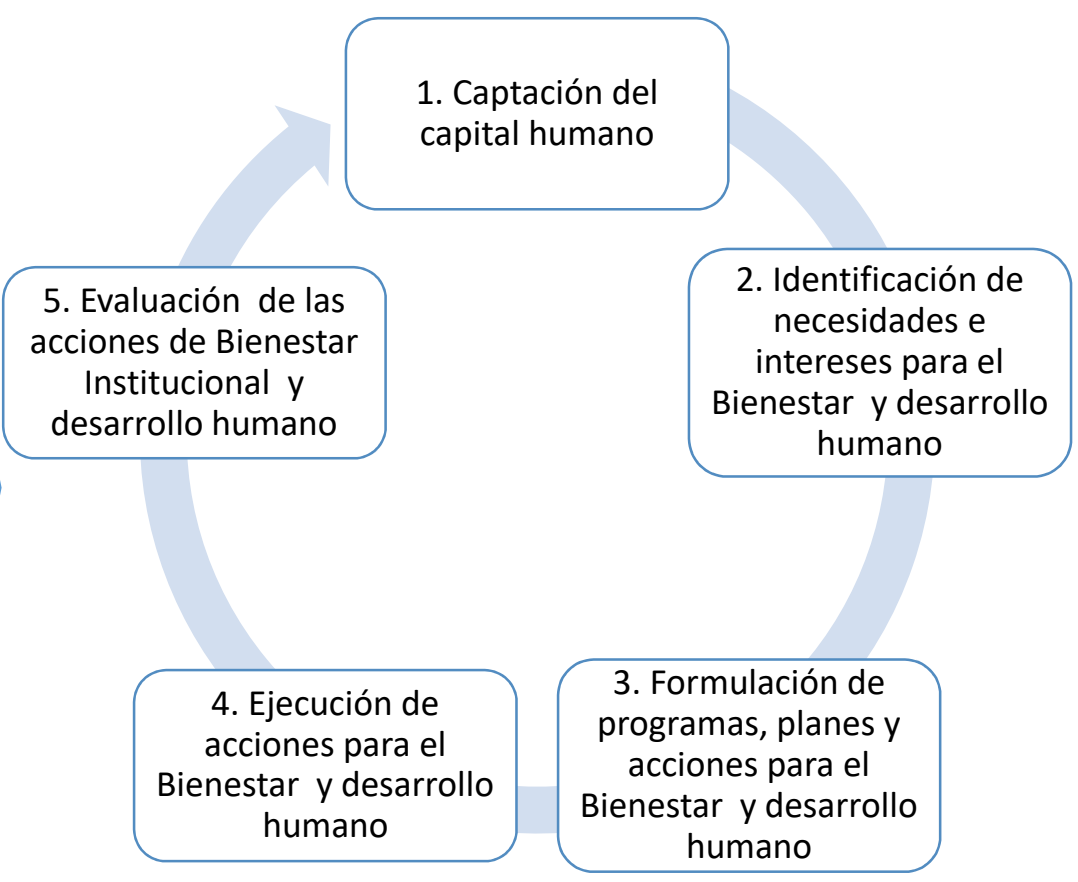 1. Captación del
capital humano
2. Identificación de
necesidades e
intereses para el
Bienestar  y desarrollo
humano
3. Formulación de
programas, planes y
acciones para el
Bienestar  y desarrollo
humano
4. Ejecución de
acciones para el
Bienestar  y desarrollo
humano
5. Evaluación  de las
acciones de Bienestar
Institucional  y
desarrollo humano